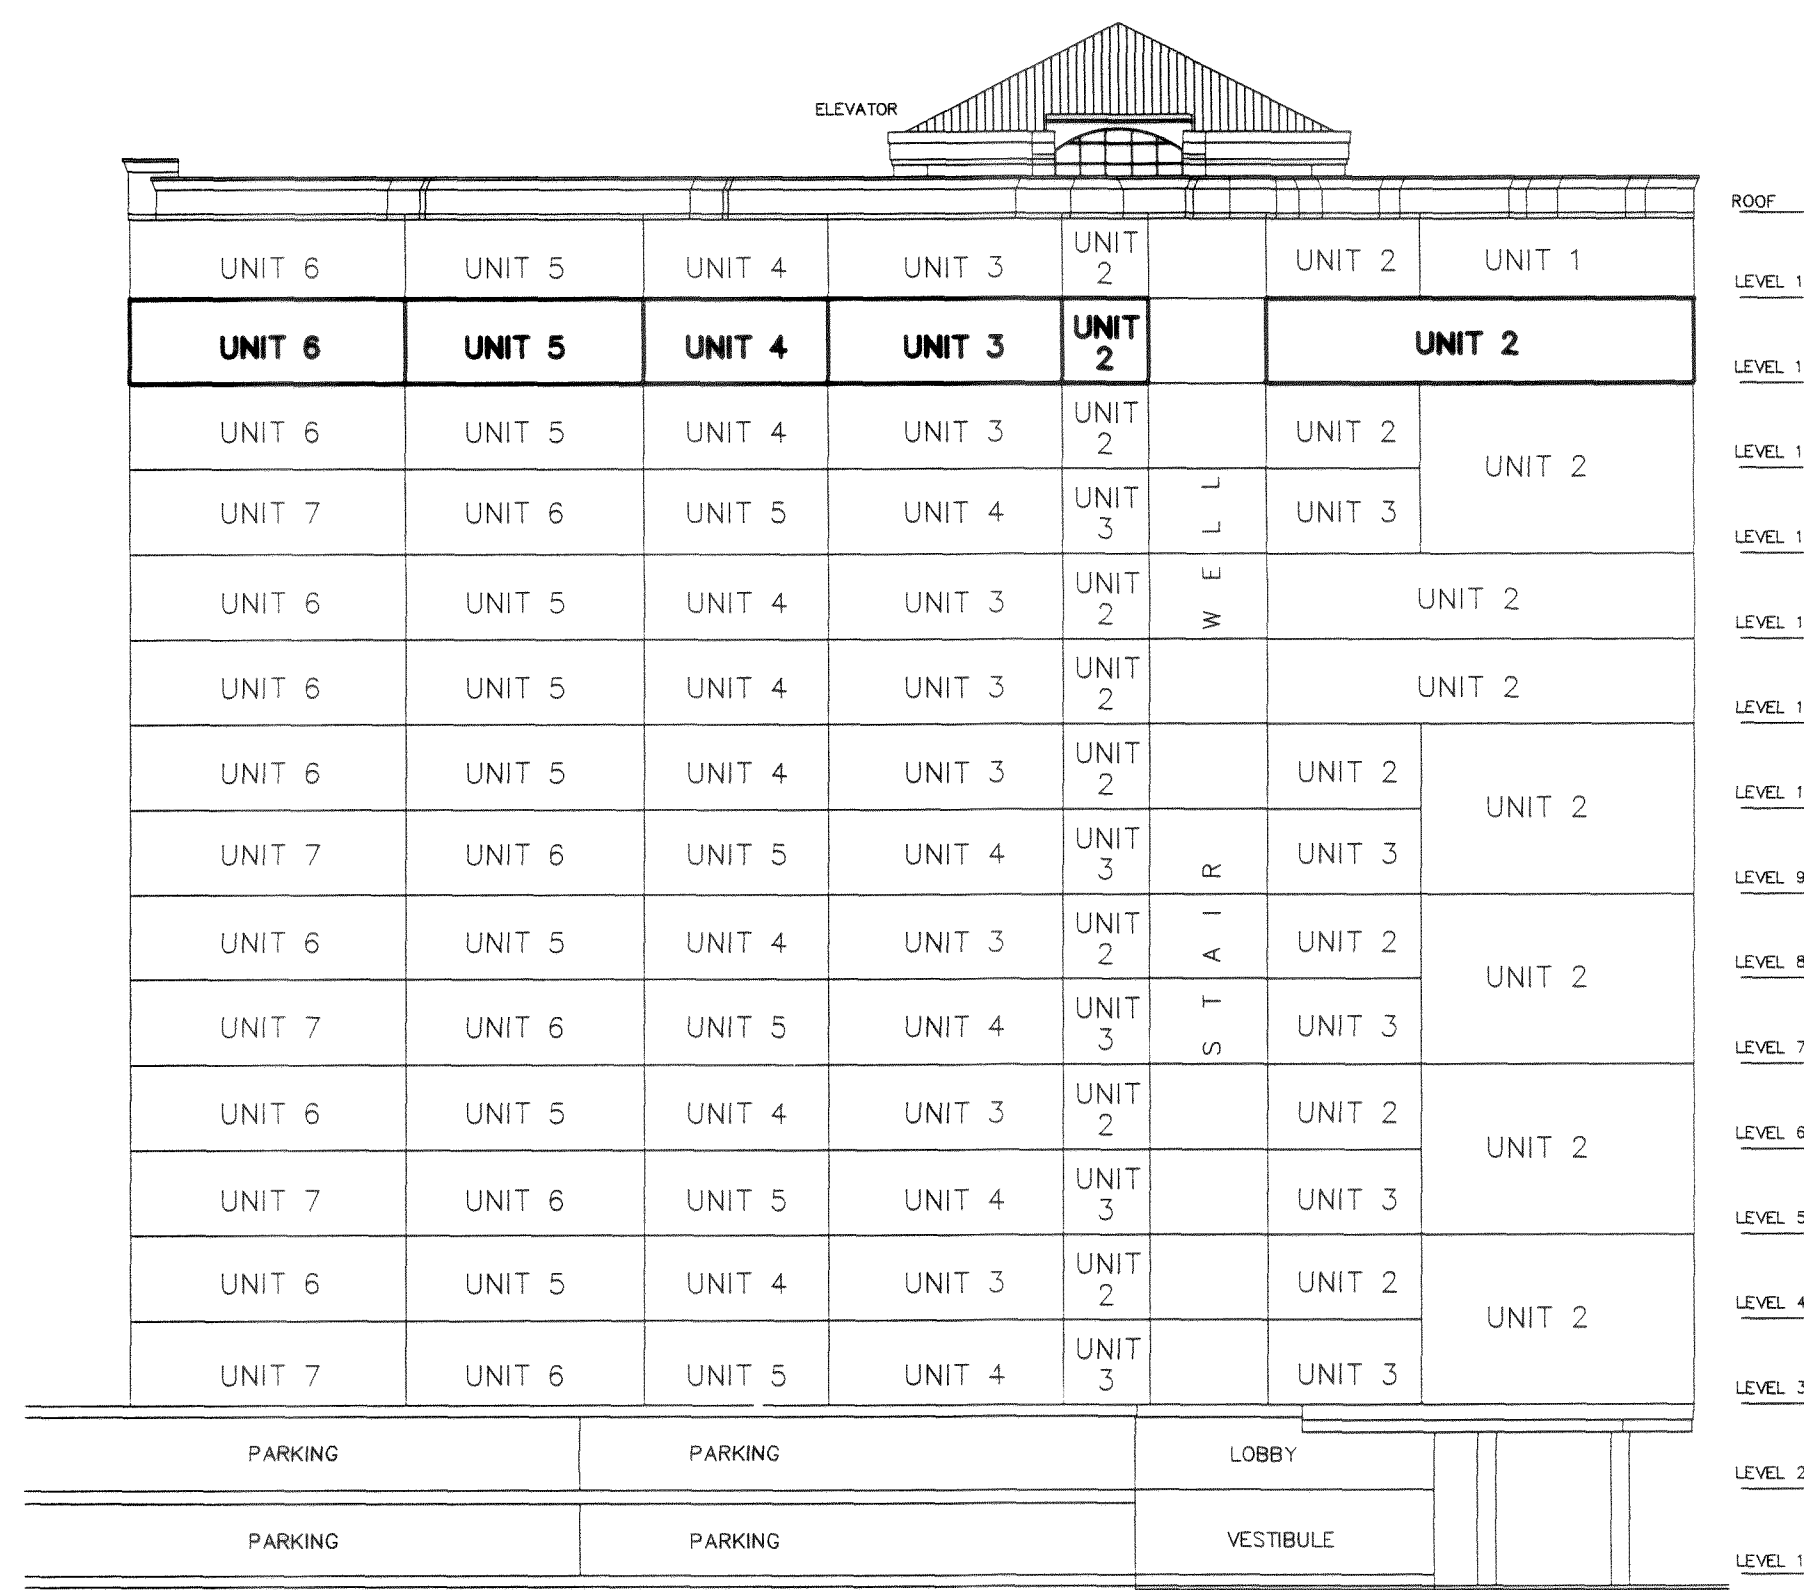 ELEVATOR
ROOF
UNIT 6 UNIT 5 UNIT 4 UNIT 3 UNIT 2 UNIT 2 UNIT 1
LEVEL 1
UNIT 6 UNIT 5 UNIT 4 UNIT 3 UNIT 2 UNIT 2
LEVEL 1
UNIT 6 UNIT 5 UNIT 4 UNIT 3 UNIT 2 UNIT 2
LEVEL 1
UNIT 2
UNIT 7 UNIT 6 UNIT 5 UNIT 4 UNIT 3 UNIT 3
LEVEL 1
UNIT 6 UNIT 5 UNIT 4 UNIT 3 UNIT 2 UNIT 2
LEVEL 1
UNIT 6 UNIT 5 UNIT 4 UNIT 3 UNIT 2 UNIT 2
LEVEL 1
UNIT 6 UNIT 5 UNIT 4 UNIT 3 UNIT 2 UNIT 2
LEVEL 1
UNIT 2
UNIT 7 UNIT 6 UNIT 5 UNIT 4 UNIT 3 UNIT 3
LEVEL 9
UNIT 6 UNIT 5 UNIT 4 UNIT 3 UNIT 2 UNIT 2
LEVEL 8
UNIT 2
UNIT 7 UNIT 6 UNIT 5 UNIT 4 UNIT 3 UNIT 3
LEVEL 7
STAIR WELL
UNIT 6 UNIT 5 UNIT 4 UNIT 3 UNIT 2 UNIT 2
LEVEL 6
UNIT 2
UNIT 7 UNIT 6 UNIT 5 UNIT 4 UNIT 3 UNIT 3
LEVEL 5
UNIT 6 UNIT 5 UNIT 4 UNIT 3 UNIT 2 UNIT 2
LEVEL 4
UNIT 2
UNIT 7 UNIT 6 UNIT 5 UNIT 4 UNIT 3 UNIT 3
LEVEL 3
PARKING PARKING LOBBY
LEVEL 2
PARKING PARKING VESTIBULE
LEVEL 1